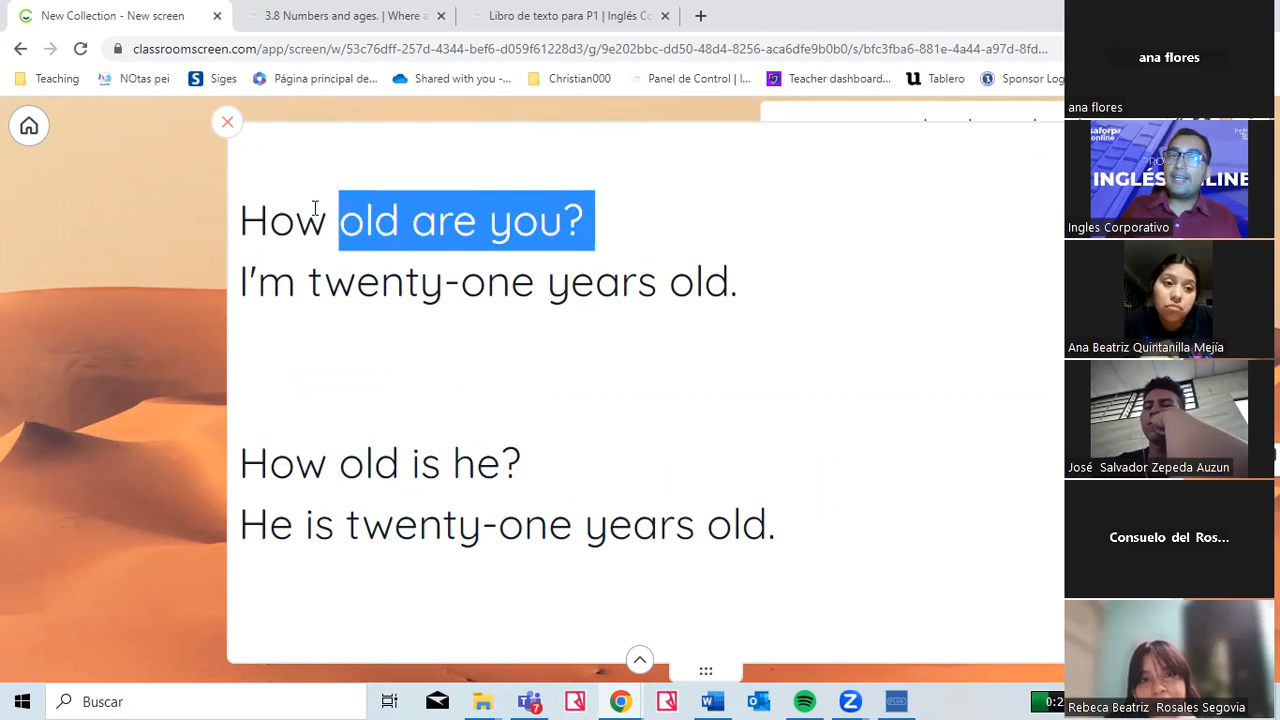 New Collection - New screen
3.8 Numbers and ages. | Where a
Libro de texto para P1 | Inglés Co
classroomscreen.com/app/screen/w/53c76dff-257d-4344-bef6-d059f61228d3/g/9e202bbc-dd50-48d4-8256-aca6dfe9b0b0/s/bfc3fba6-881e-4a44-a97d-8fd...
Teaching
NOtas pei
Siges
Página principal de...
Shared with you -...
Christian000
Panel de Control | I...
Teacher dashboard...
Tablero
Sponsor Log
How old are you?
I'm twenty-one years old.
How old is he?
He is twenty-one years old.
ana flores
ana flores
INGLÉS ONLINE
Ingles Corporativo
Ana Beatriz Quintanilla Mejía
José Salvador Zepeda Auzun
Consuelo del Ros...
Rebeca Beatriz Rosales Segovia
Buscar
7